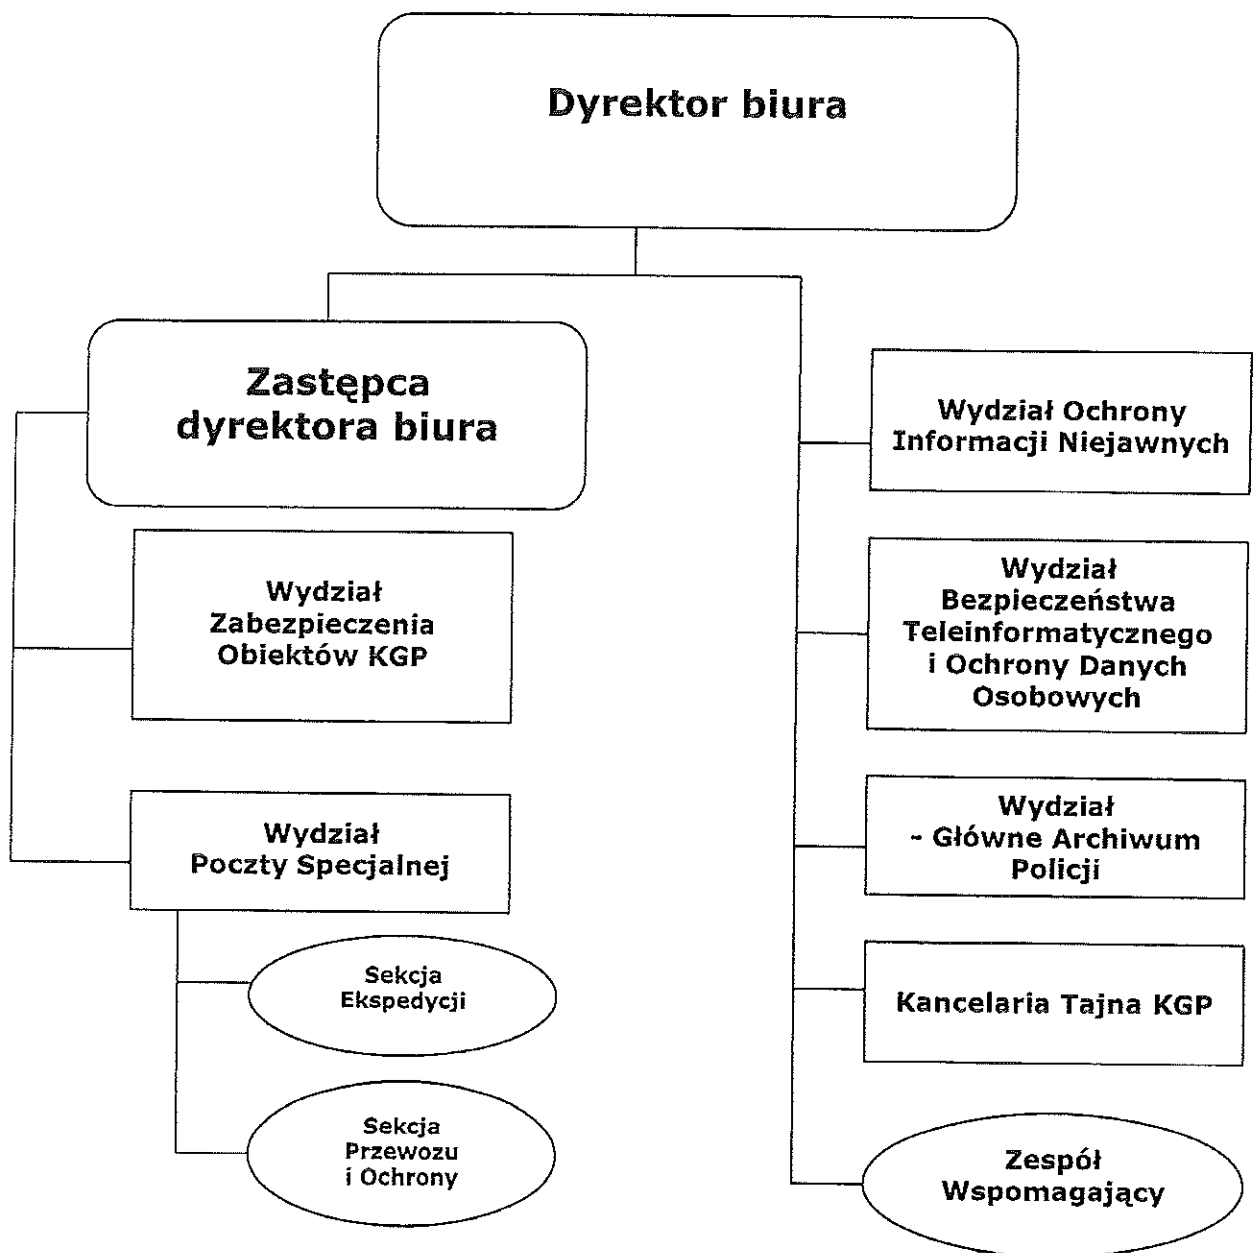 Dyrektor biura
Zastępca
dyrektora biura
Wydział
Zabezpieczenia
Obiektów KGP
Wydział
Poczty Specjalnej
Sekcja
Ekspedycji
Sekcja
Przewozu
i Ochrony
Wydział Ochrony
Informacji Niejawnych
Wydział
Bezpieczeństwa
Teleinformatycznego
i Ochrony Danych
Osobowych
Wydział
- Główne Archiwum
Policji
Kancelaria Tajna KGP
Zespół
Wspomagający